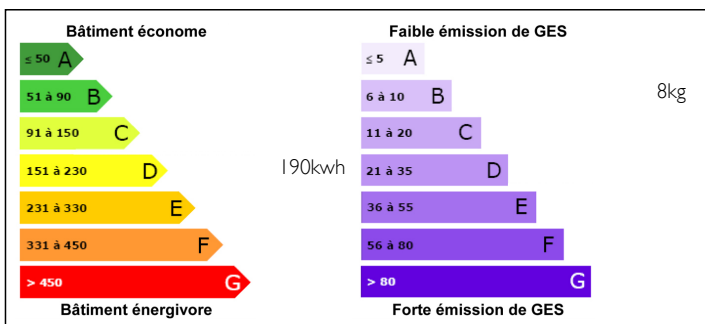 Bâtiment économe
≤ 50 A
51 à 90 B
91 à 150 C
151 à 230 D
231 à 330 E
331 à 450 F
> 450 G
Bâtiment énergivore
190kwh
Faible émission de GES
≤ 5 A
6 à 10 B
11 à 20 C
21 à 35 D
36 à 55 E
56 à 80 F
> 80 G
Forte émission de GES
8kg